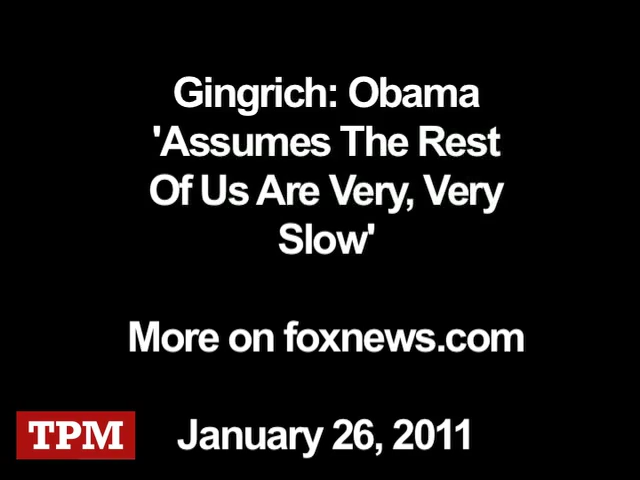 Gingrich: Obama
'Assumes The Rest
Of Us Are Very, Very
Slow'
More on foxnews.com
TPM
January 26, 2011